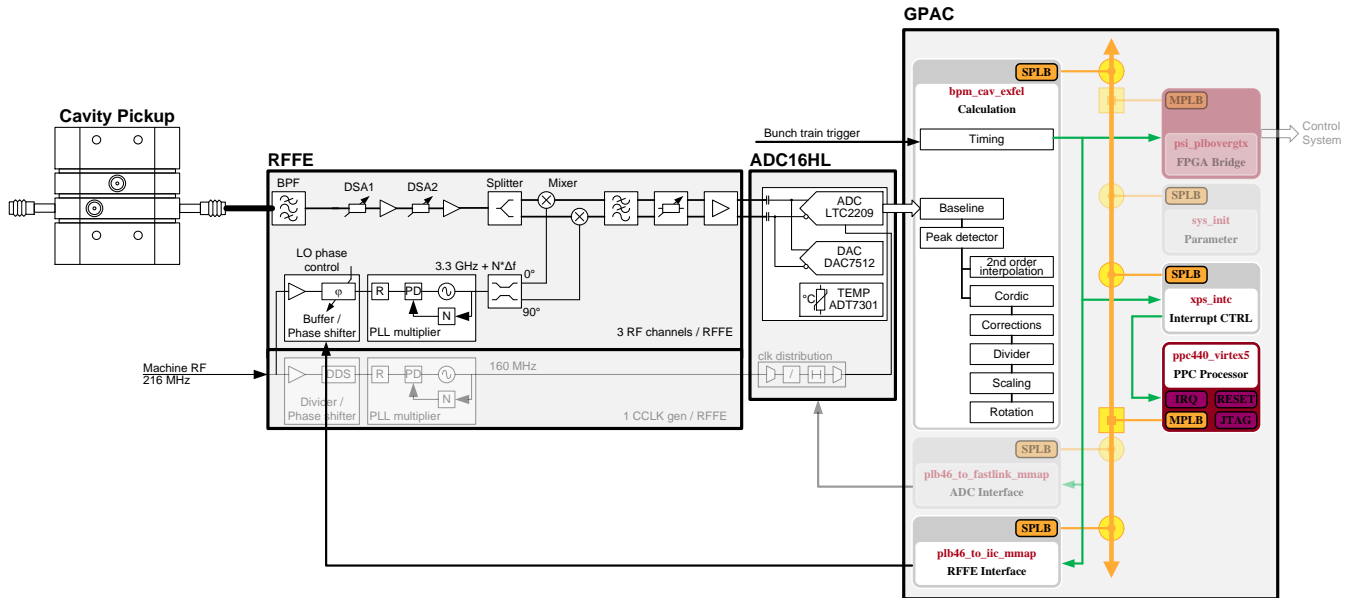 GPAC
SPLB
bpm_cav_exfel
Calculation
MPLB
psi_plbovergtx
FPGA Bridge
Control
System
Cavity Pickup
Bunch train trigger
Timing
RFFE
ADC16HL
BPF
DSA1
DSA2
Splitter
Mixer
ADC
LTC2209
Baseline
Peak detector
SPLB
sys_init
Parameter
LO phase
control
3.3 GHz + N*Δf
0°
90°
DAC
DAC7512
2nd order
interpolation
φ
R
PD
N
Buffer /
Phase shifter
PLL multiplier
3 RF channels / RFFE
°C
TEMP
ADT7301
Cordic
Corrections
Divider
Scaling
Rotation
SPLB
xps_intc
Interrupt CTRL
ppc440_virtex5
PPC Processor
IRQ
RESET
MPLB
JTAG
Machine RF
216 MHz
DDS
R
PD
N
160 MHz
Divider /
Phase shifter
PLL multiplier
1 CCLK gen / RFFE
clk distribution
/
SPLB
plb46_to_fastlink_mmap
ADC Interface
SPLB
plb46_to_iic_mmap
RFFE Interface